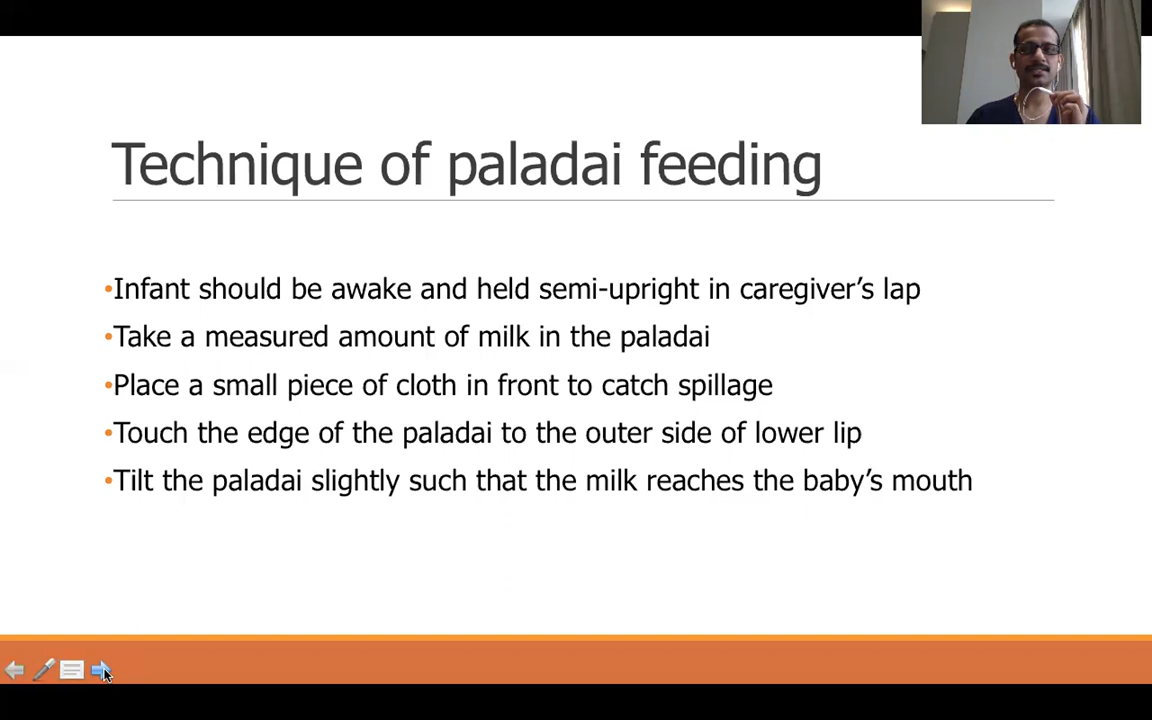 Technique of paladai feeding
•Infant should be awake and held semi-upright in caregiver’s lap
•Take a measured amount of milk in the paladai
•Place a small piece of cloth in front to catch spillage
•Touch the edge of the paladai to the outer side of lower lip
•Tilt the paladai slightly such that the milk reaches the baby’s mouth